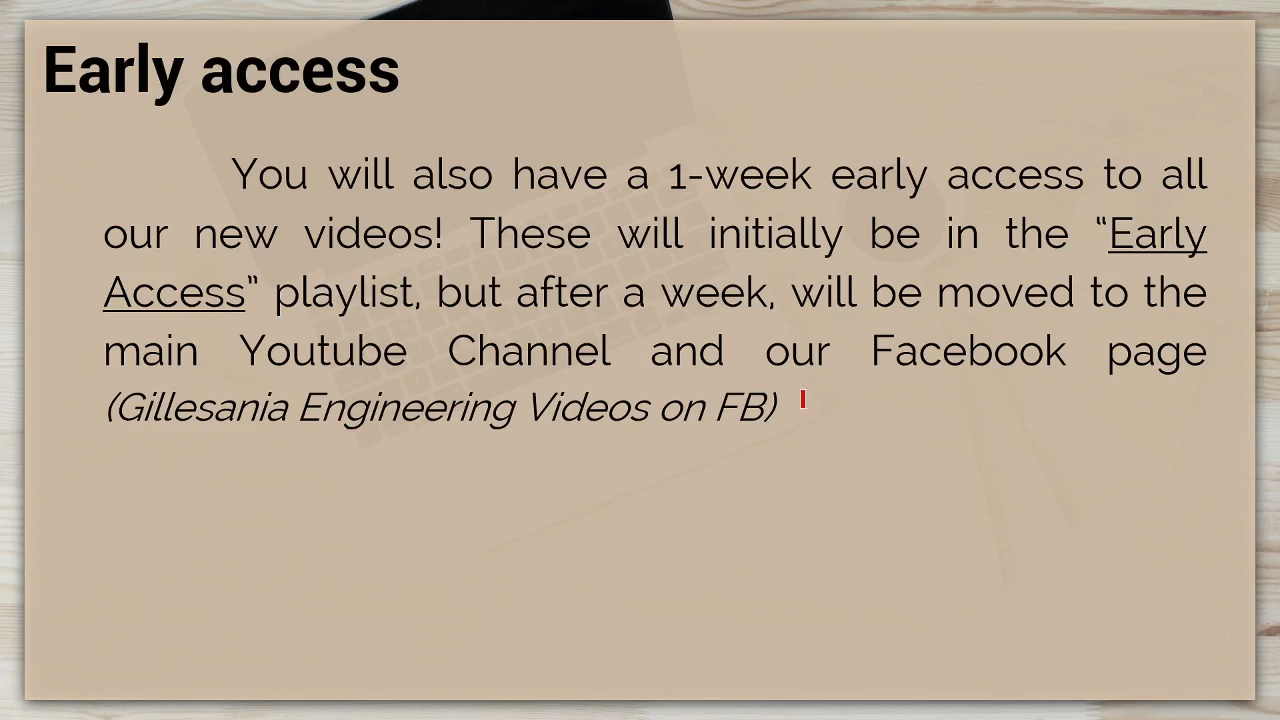 Early access
You will also have a 1-week early access to all
our new videos! These will initially be in the “Early
Access” playlist, but after a week, will be moved to the
main Youtube Channel and our Facebook page
(Gillesania Engineering Videos on FB)